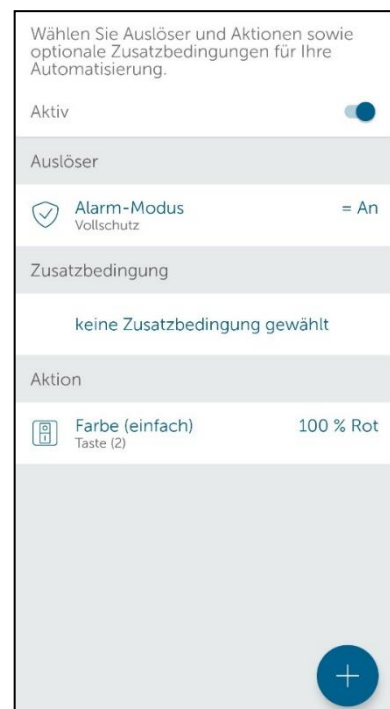 Wählen Sie Auslöser und Aktionen sowie
optionale Zusatzbedingungen für Ihre
Automatisierung.
Aktiv
Auslöser
Alarm-Modus = An
Vollschutz
Zusatzbedingung
keine Zusatzbedingung gewählt
Aktion
Farbe (einfach) 100 % Rot
Taste (2)